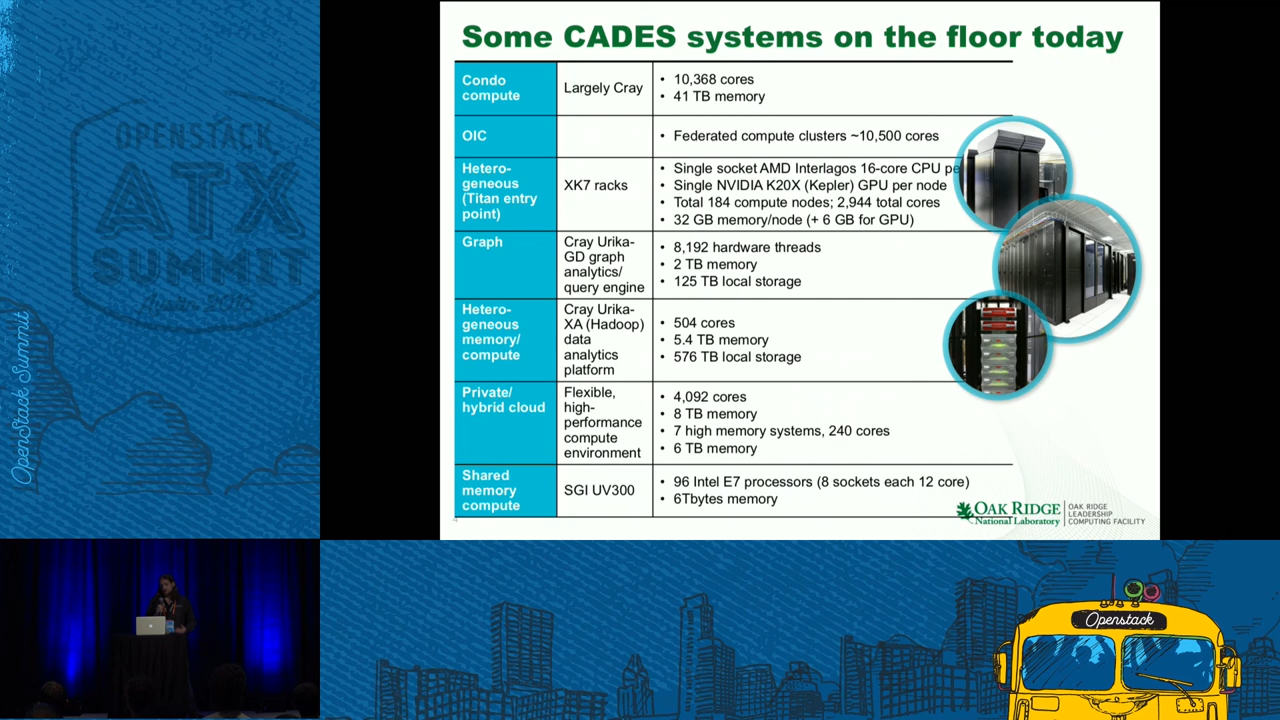 Some CADES systems on the floor today
Condo
compute
Largely Cray
• 10,368 cores
• 41 TB memory
OIC
• Federated compute clusters ~10,500 cores
Hetero-
geneous
(Titan entry
point)
XK7 racks
• Single socket AMD Interlagos 16-core CPU pe
• Single NVIDIA K20X (Kepler) GPU per node
• Total 184 compute nodes; 2,944 total cores
• 32 GB memory/node (+ 6 GB for GPU)
Graph
Cray Urika-
GD graph
analytics/
query engine
• 8,192 hardware threads
• 2 TB memory
• 125 TB local storage
Hetero-
geneous
memory/
compute
Cray Urika-
XA (Hadoop)
data
analytics
platform
• 504 cores
• 5.4 TB memory
• 576 TB local storage
Private/
hybrid cloud
Flexible,
high-
performance
compute
environment
• 4,092 cores
• 8 TB memory
• 7 high memory systems, 240 cores
• 6 TB memory
Shared
memory
compute
SGI UV300
• 96 Intel E7 processors (8 sockets each 12 core)
• 6Tbytes memory
4
OAK RIDGE
National Laboratory
OAK RIDGE
LEADERSHIP
COMPUTING FACILITY
OPENSTACK
ATX
SUMMIT
OpenStack Summit
Openstack